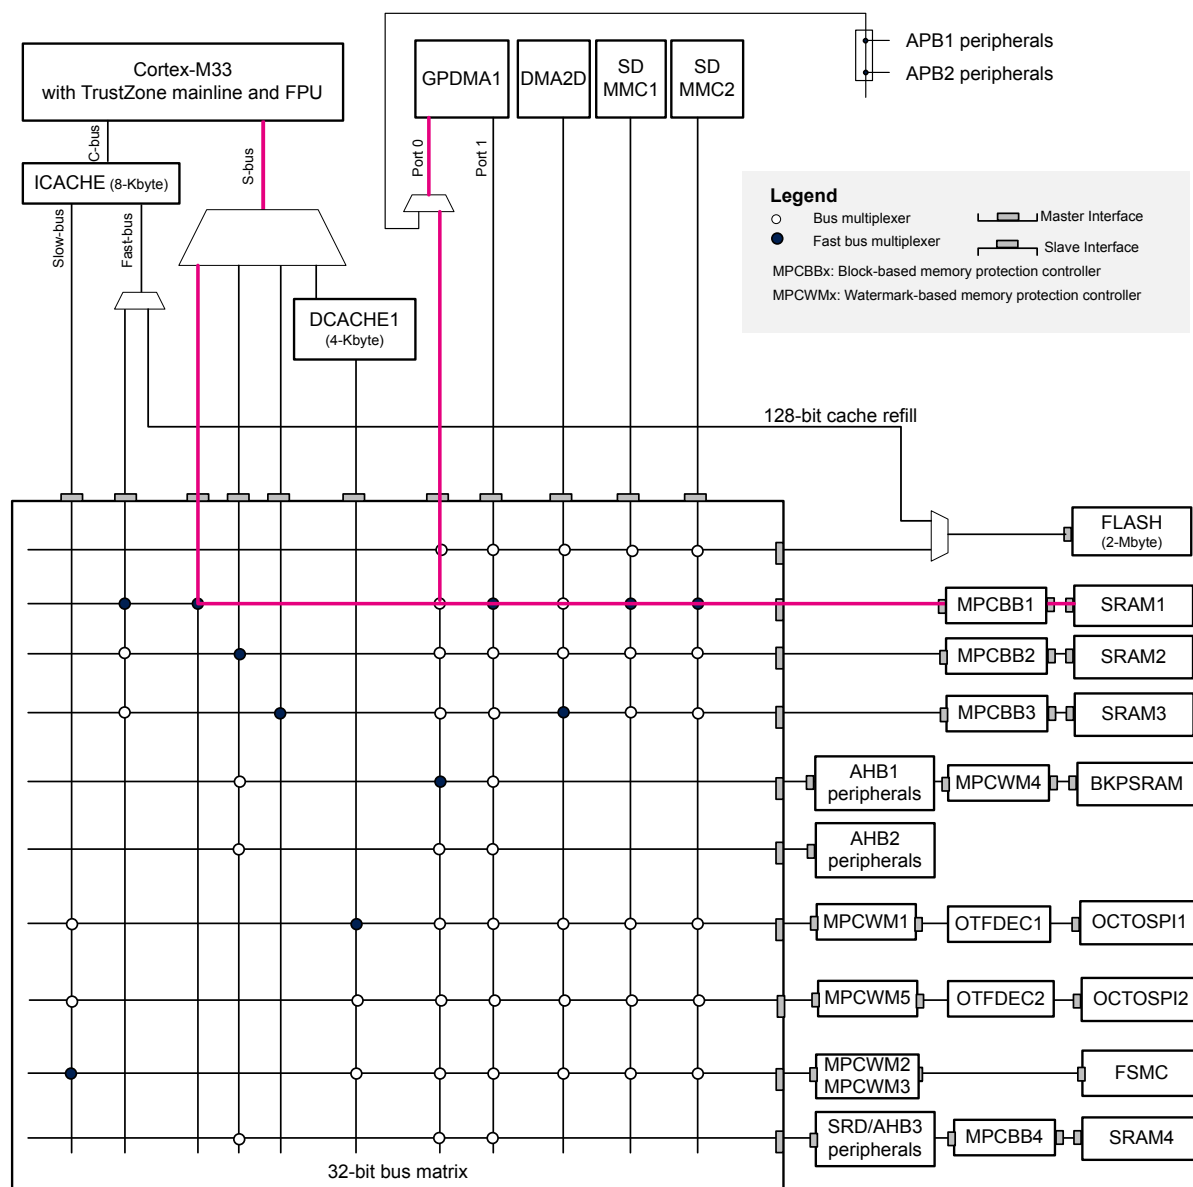 Cortex-M33
with TrustZone mainline and FPU
GPDMA1
DMA2D
SD
MMC1
SD
MMC2
APB1 peripherals
APB2 peripherals
C-bus
S-bus
Port 0
Port 1
ICACHE (8-Kbyte)
Slow-bus
Fast-bus
DCACHE1
(4-Kbyte)
Legend
Bus multiplexer
Fast bus multiplexer
Master Interface
Slave Interface
MPCBBx: Block-based memory protection controller
MPCWMx: Watermark-based memory protection controller
128-bit cache refill
FLASH
(2-Mbyte)
MPCBB1
SRAM1
MPCBB2
SRAM2
MPCBB3
SRAM3
AHB1
peripherals
MPCWM4
BKPSRAM
AHB2
peripherals
MPCWM1
OTFDEC1
OCTOSPI1
MPCWM5
OTFDEC2
OCTOSPI2
MPCWM2
MPCWM3
FSMC
SRD/AHB3
peripherals
MPCBB4
SRAM4
32-bit bus matrix